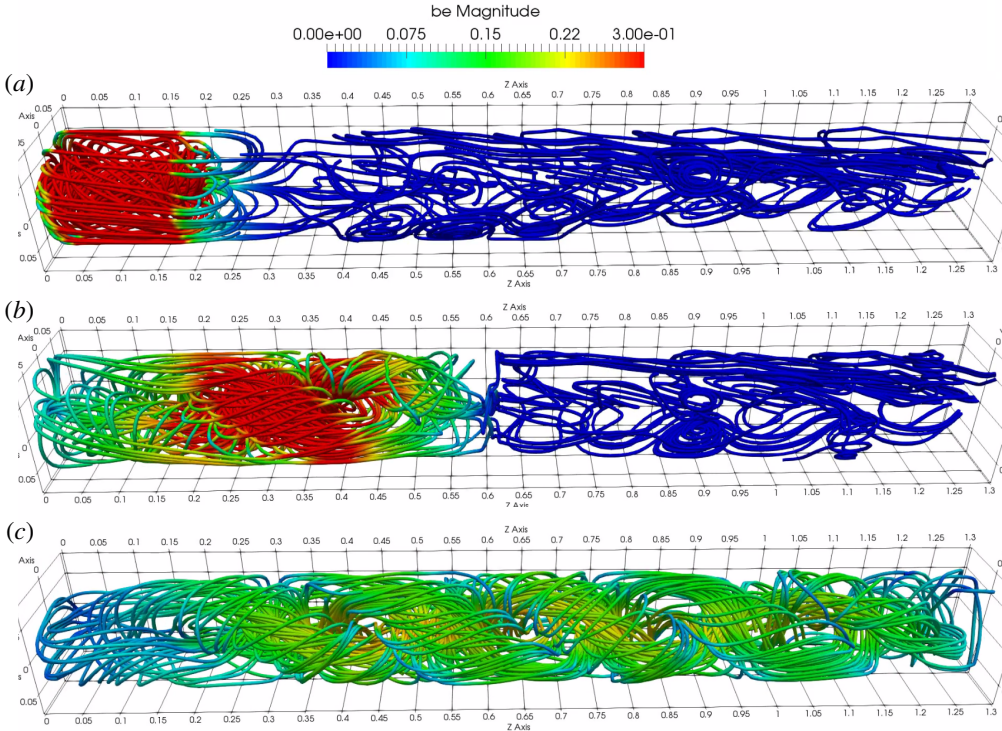 be Magnitude
0.00e+00 0.075 0.15 0.22 3.00e-01
(a)
Z Axis
0.05 0 0.05 0.1 0.15 0.2 0.25 0.3 0.35 0.4 0.45 0.5 0.55 0.6 0.65 0.7 0.75 0.8 0.85 0.9 0.95 1 1.05 1.1 1.15 1.2 1.25 1.3
Axis 0
0
s
0.05
0 0.05 0.1 0.15 0.2 0.25 0.3 0.35 0.4 0.45 0.5 0.55 0.6 0.65 0.7 0.75 0.8 0.85 0.9 0.95 1 1.05 1.1 1.15 1.2 1.25 1.3
Z Axis
(b)
Z Axis
0.05 0 0.05 0.1 0.15 0.2 0.25 0.3 0.35 0.4 0.45 0.5 0.55 0.6 0.65 0.7 0.75 0.8 0.85 0.9 0.95 1 1.05 1.1 1.15 1.2 1.25 1.3
Axis 0
5
0
s
0.05
0 0.05 0.1 0.15 0.2 0.25 0.3 0.35 0.4 0.45 0.5 0.55 0.6 0.65 0.7 0.75 0.8 0.85 0.9 0.95 1 1.05 1.1 1.15 1.2 1.25 1.3
Z Axis
(c)
Z Axis
0 0.05 0.1 0.15 0.2 0.25 0.3 0.35 0.4 0.45 0.5 0.55 0.6 0.65 0.7 0.75 0.8 0.85 0.9 0.95 1 1.05 1.1 1.15 1.2 1.25 1.3
Axis
0
0
s
0.05
0 0.05 0.1 0.15 0.2 0.25 0.3 0.35 0.4 0.45 0.5 0.55 0.6 0.65 0.7 0.75 0.8 0.85 0.9 0.95 1 1.05 1.1 1.15 1.2 1.25 1.3
Z Axis